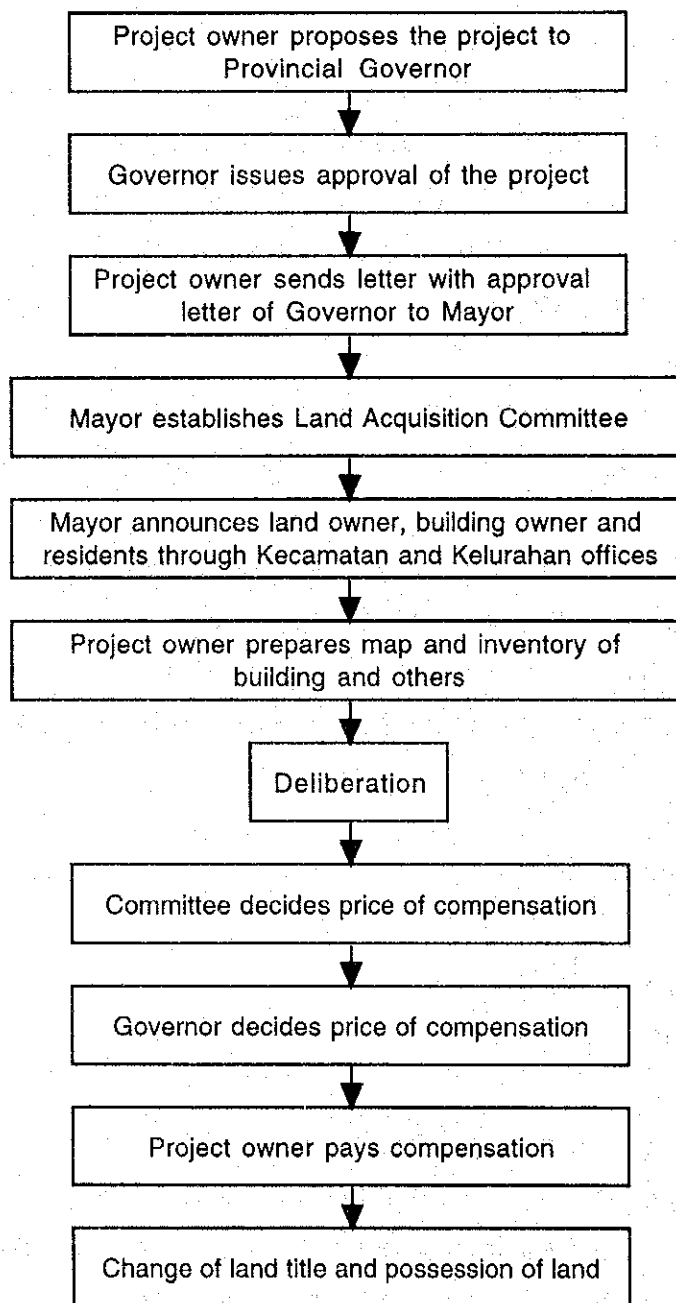 Project owner proposes the project to
Provincial Governor
Governor issues approval of the project
Project owner sends letter with approval
letter of Governor to Mayor
Mayor establishes Land Acquisition Committee
Mayor announces land owner, building owner and
residents through Kecamatan and Kelurahan offices
Project owner prepares map and inventory of
building and others
Deliberation
Committee decides price of compensation
Governor decides price of compensation
Project owner pays compensation
Change of land title and possession of land